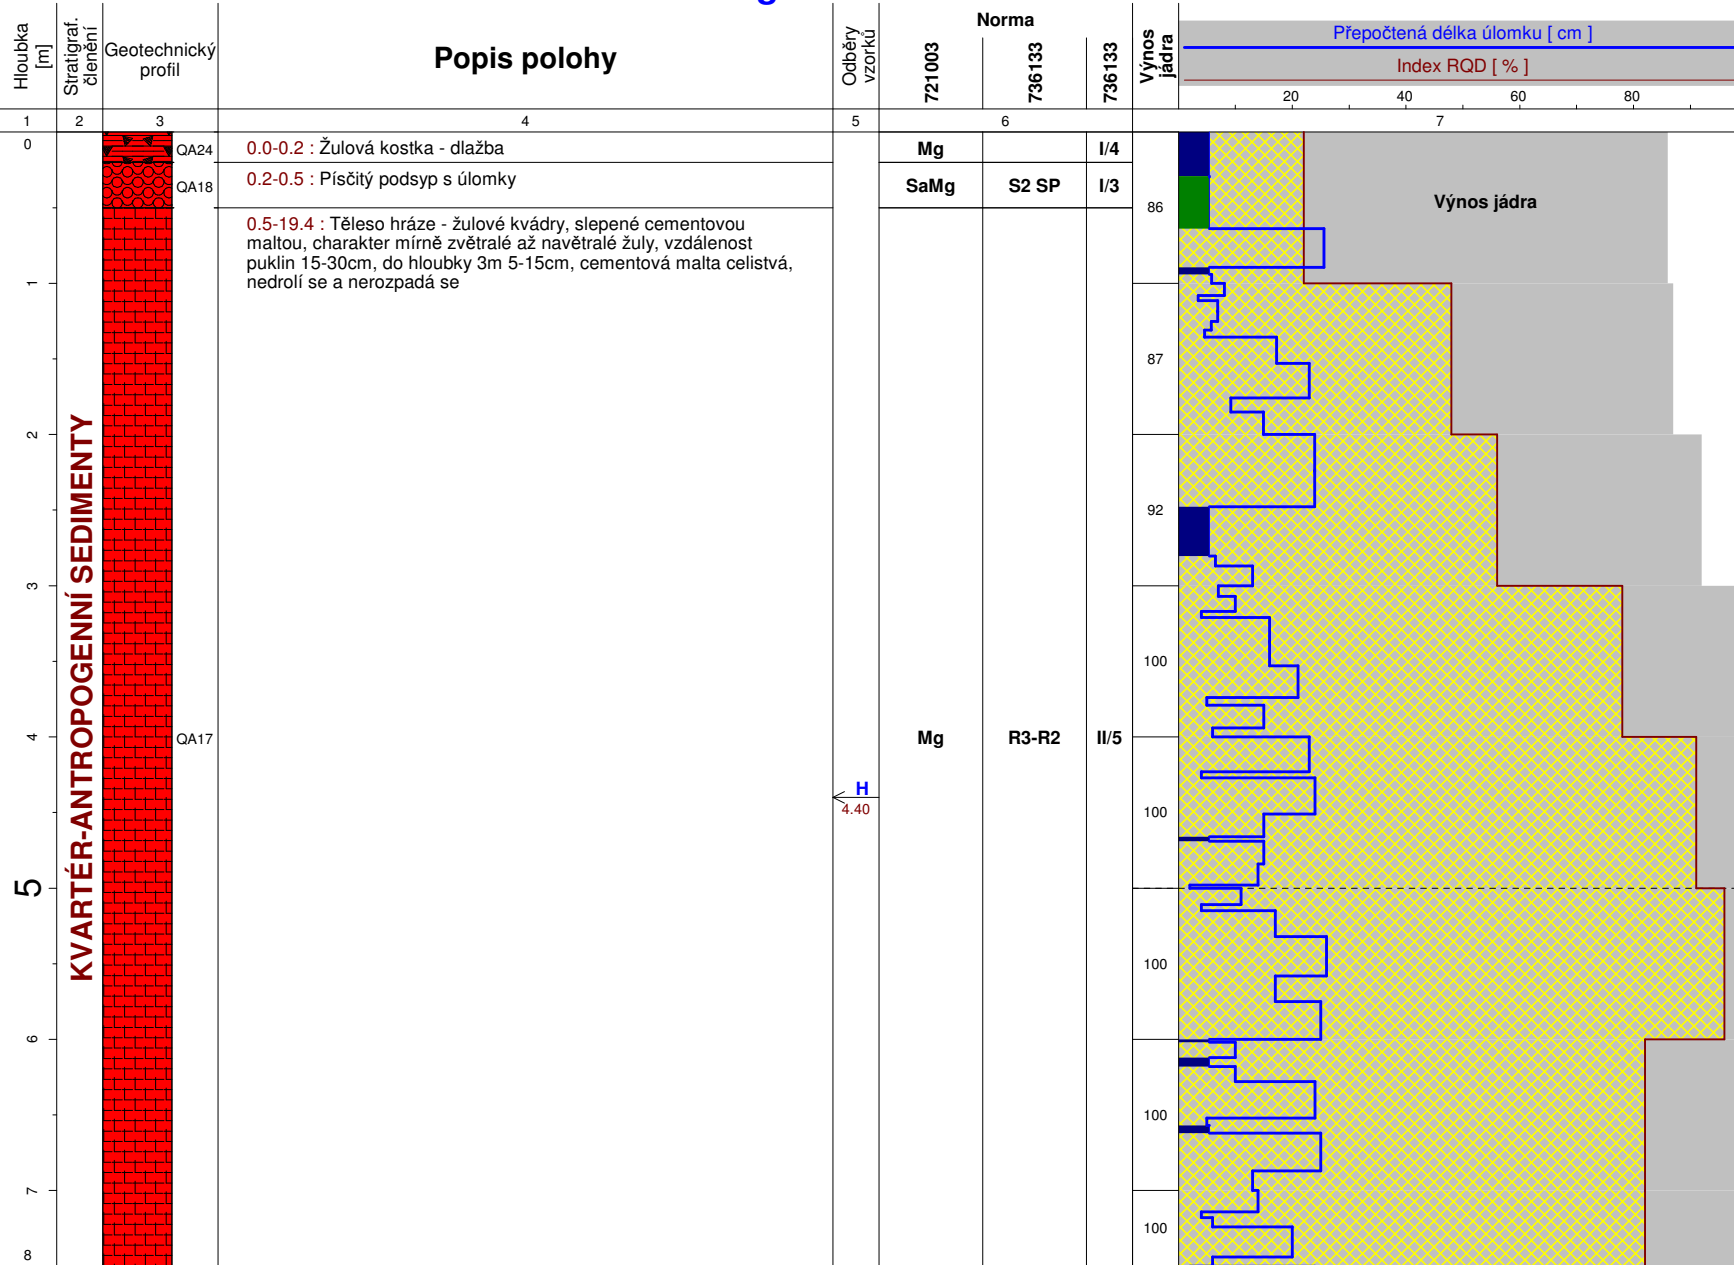 g
Hloubka [m]
Stratigraf. členění
Geotechnický profil
Popis polohy
Odběry vzorků
Norma
721003
736133
736133
Výnos jádra
Přepočtená délka úlomku [ cm ]
Index RQD [ % ]
20 40 60 80
1 2 3 4 5 6 7
0
QA24
0.0-0.2 : Žulová kostka - dlažba
Mg I/4
QA18
0.2-0.5 : Písčitý podsyp s úlomky
SaMg S2 SP I/3
86
Výnos jádra
0.5-19.4 : Těleso hráze - žulové kvádry, slepené cementovou
maltou, charakter mírně zvětralé až navětralé žuly, vzdálenost
puklin 15-30cm, do hloubky 3m 5-15cm, cementová malta celistvá,
nedrolí se a nerozpadá se
1
87
2
KVARTÉR-ANTROPOGENNÍ SEDIMENTY
92
3
100
4
QA17
Mg R3-R2 II/5
H
4.40
100
5
100
6
100
7
100
8